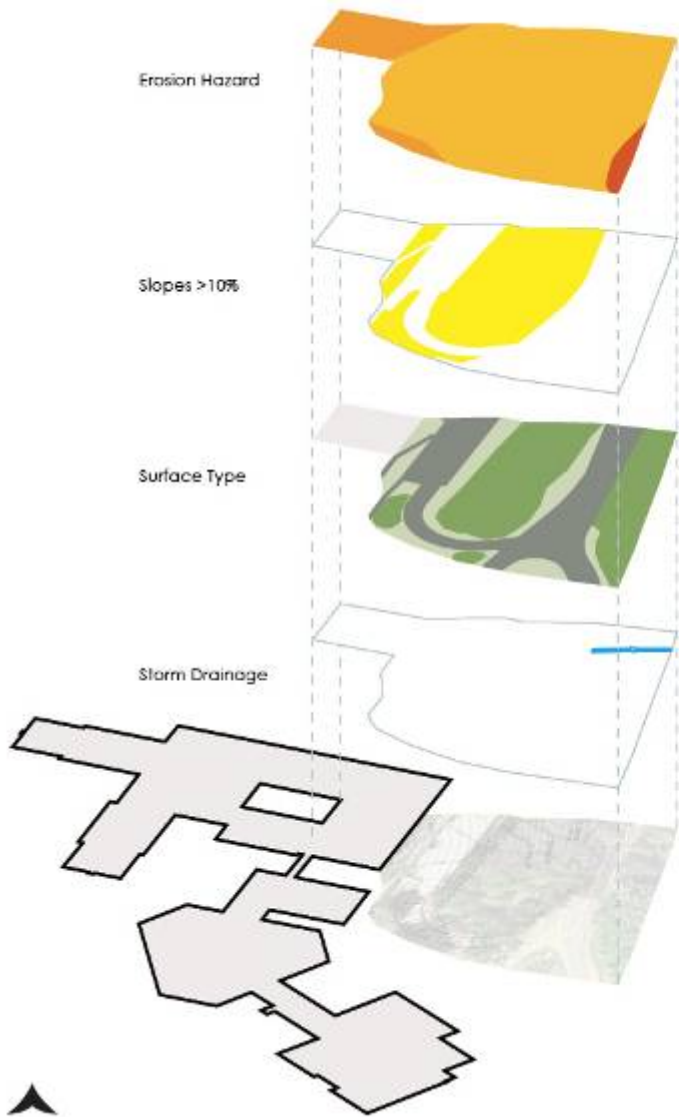 Erosion Hazard
Slopes >10%
Surface Type
Storm Drainage